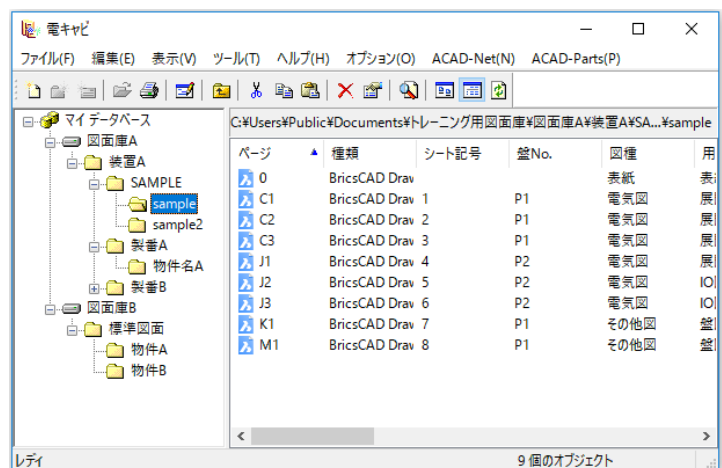 電キャビ
ファイル(F) 編集(E) 表示(V) ツール(T) ヘルプ(H) オプション(O) ACAD-Net(N) ACAD-Parts(P)
マイ データベース
図面庫A
装置A
SAMPLE
sample
sample2
製番A
物件名A
製番B
図面庫B
標準図面
物件A
物件B
C:¥Users¥Public¥Documents¥トレーニング用図面庫¥図面庫A¥装置A¥SA...¥sample
ページ 種類 シート記号 盤No. 図種 用
0 BricsCAD Draw 表紙 表
C1 BricsCAD Draw 1 P1 電気図 展
C2 BricsCAD Draw 2 P1 電気図 展
C3 BricsCAD Draw 3 P1 電気図 展
J1 BricsCAD Draw 4 P2 電気図 展
J2 BricsCAD Draw 5 P2 電気図 IO
J3 BricsCAD Draw 6 P2 電気図 IO
K1 BricsCAD Draw 7 P1 その他図 盤
M1 BricsCAD Draw 8 P1 その他図 盤
レディ 9 個のオブジェクト